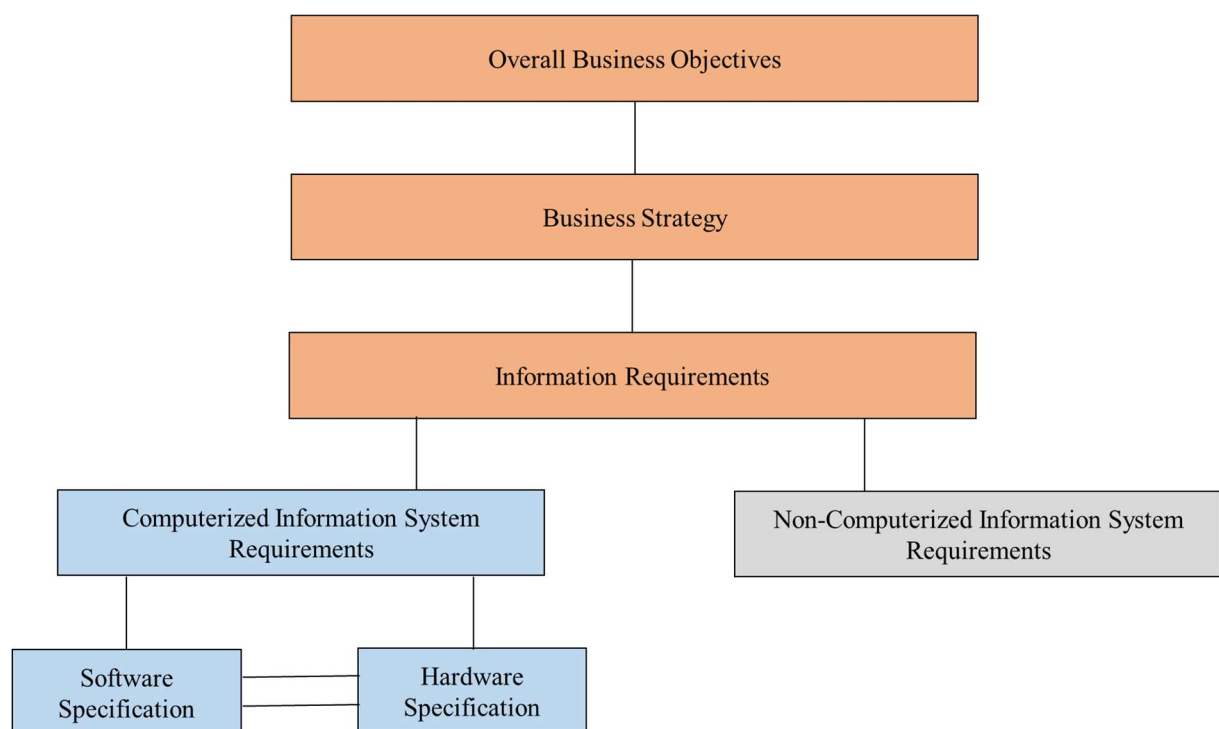 Overall Business Objectives
Business Strategy
Information Requirements
Computerized Information System
Requirements
Non-Computerized Information System
Requirements
Software
Specification
Hardware
Specification